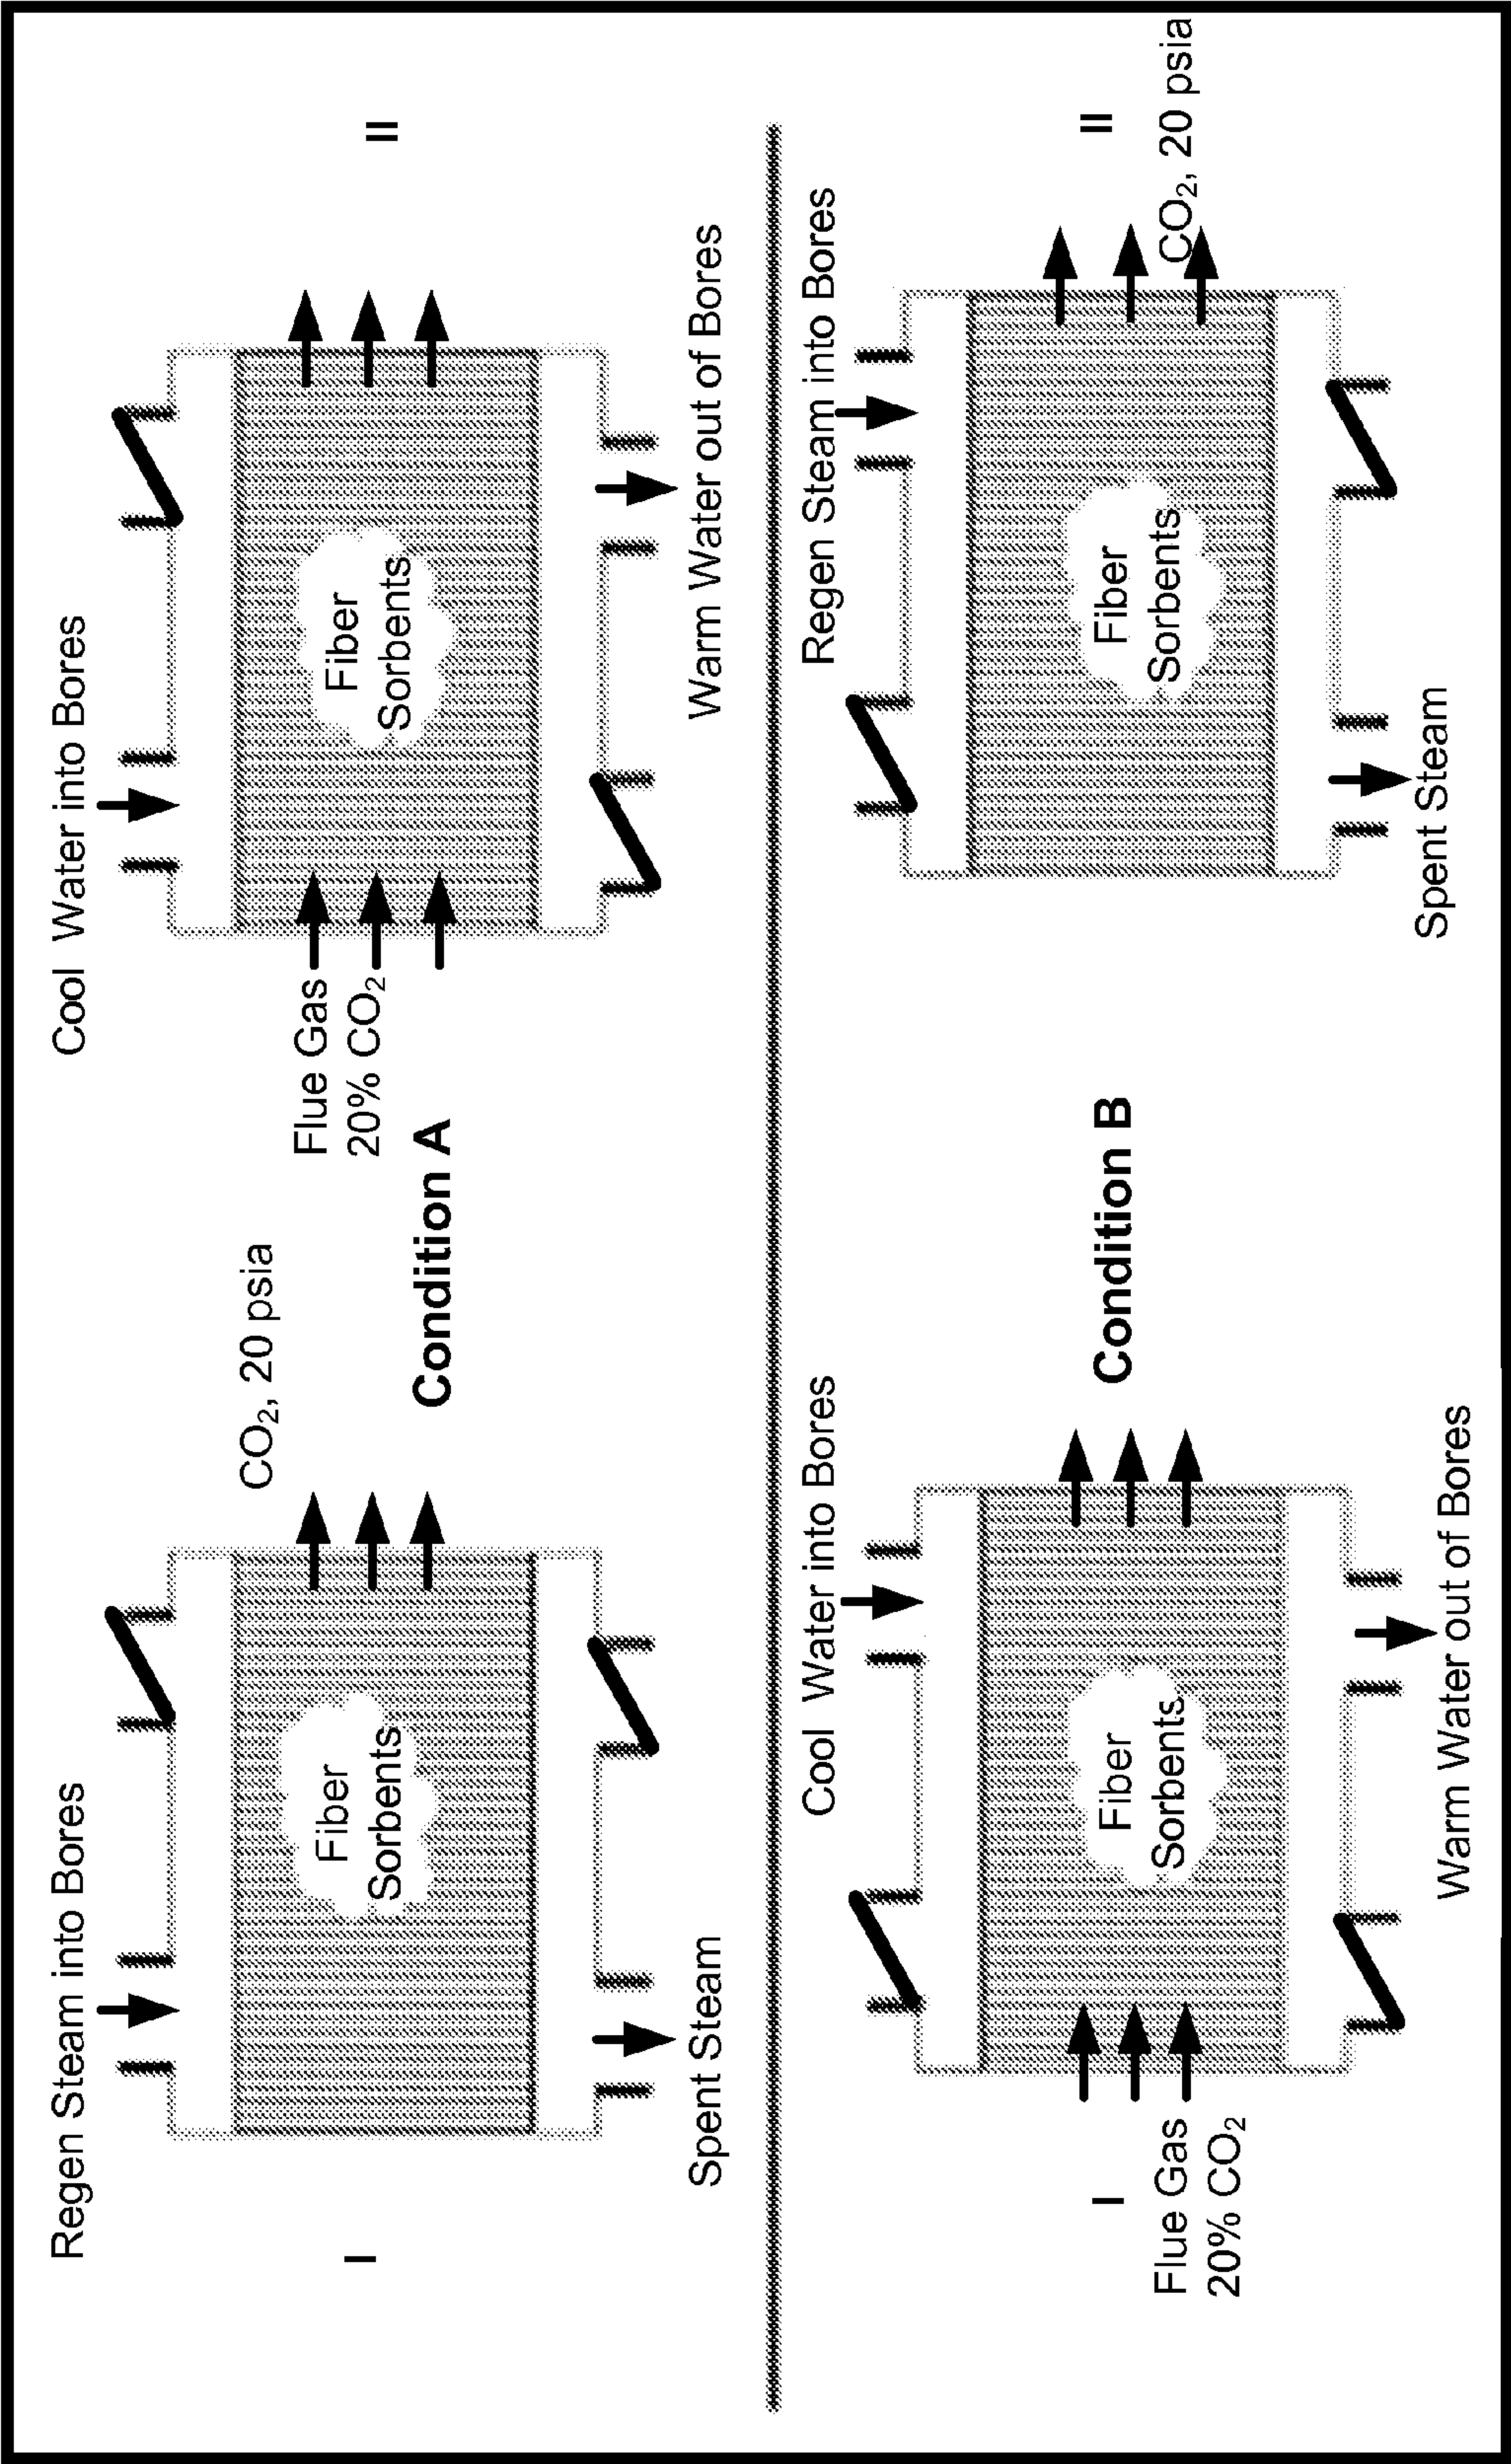 Regen Steam into Bores
Cool Water into Bores
CO₂, 20 psia
Flue Gas
20% CO₂
I
Fiber
Sorbents
Condition A
Fiber
Sorbents
II
Spent Steam
Warm Water out of Bores
Cool Water into Bores
Regen Steam into Bores
I
Flue Gas
20% CO₂
Fiber
Sorbents
Condition B
Fiber
Sorbents
II
CO₂, 20 psia
Warm Water out of Bores
Spent Steam